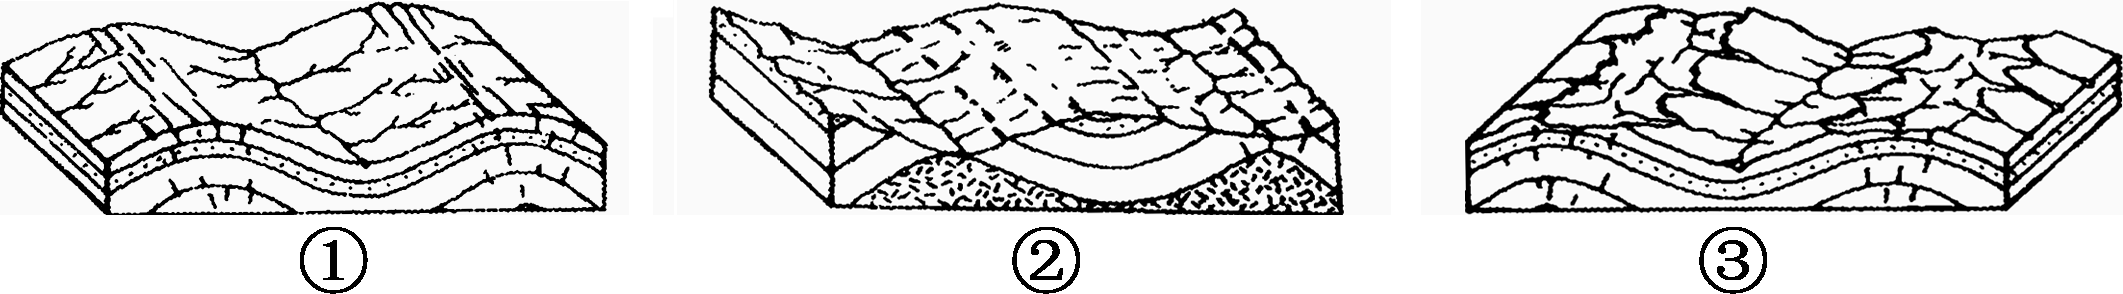 ① ② ③